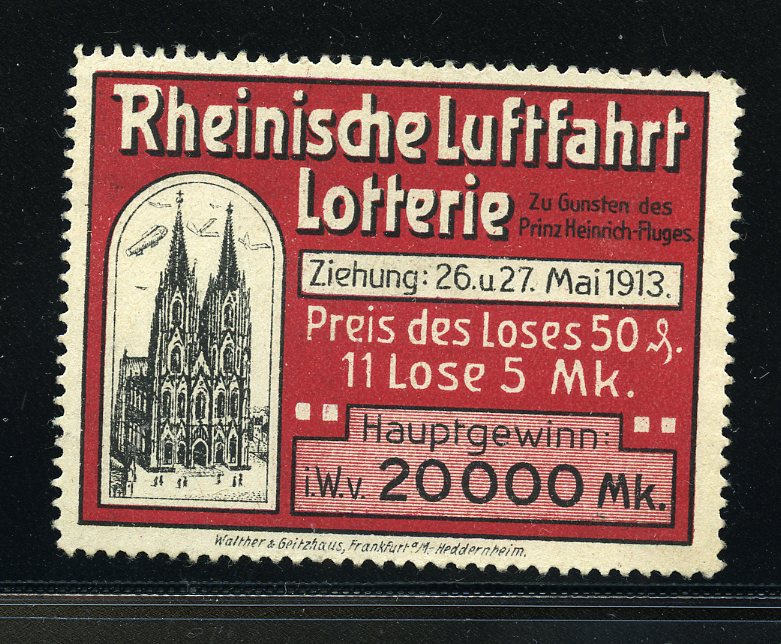 Rheinische Luftfahrt
Lotterie
Zu Gunsten des
Prinz Heinrich-Fluges.
Ziehung: 26.u.27. Mai 1913.
Preis des Loses 50 ₰.
11 Lose 5 Mk.
Hauptgewinn:
i.W.v. 20000 Mk.
Walther & Geitzhaus, Frankfurt a/M.-Heddernheim.